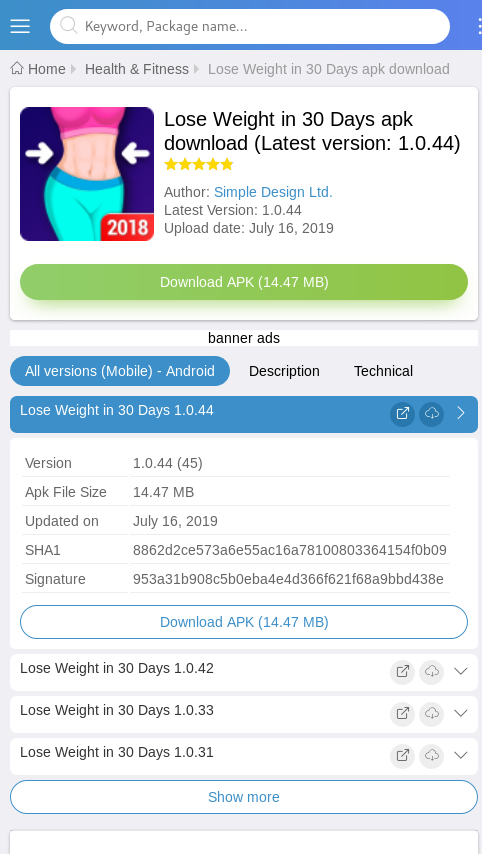 Keyword, Package name...
Home Health & Fitness Lose Weight in 30 Days apk download
2018
Lose Weight in 30 Days apk
download (Latest version: 1.0.44)
Author: Simple Design Ltd.
Latest Version: 1.0.44
Upload date: July 16, 2019
Download APK (14.47 MB)
banner ads
All versions (Mobile) - Android Description Technical
Lose Weight in 30 Days 1.0.44
Version 1.0.44 (45)
Apk File Size 14.47 MB
Updated on July 16, 2019
SHA1 8862d2ce573a6e55ac16a78100803364154f0b09
Signature 953a31b908c5b0eba4e4d366f621f68a9bbd438e
Download APK (14.47 MB)
Lose Weight in 30 Days 1.0.42
Lose Weight in 30 Days 1.0.33
Lose Weight in 30 Days 1.0.31
Show more